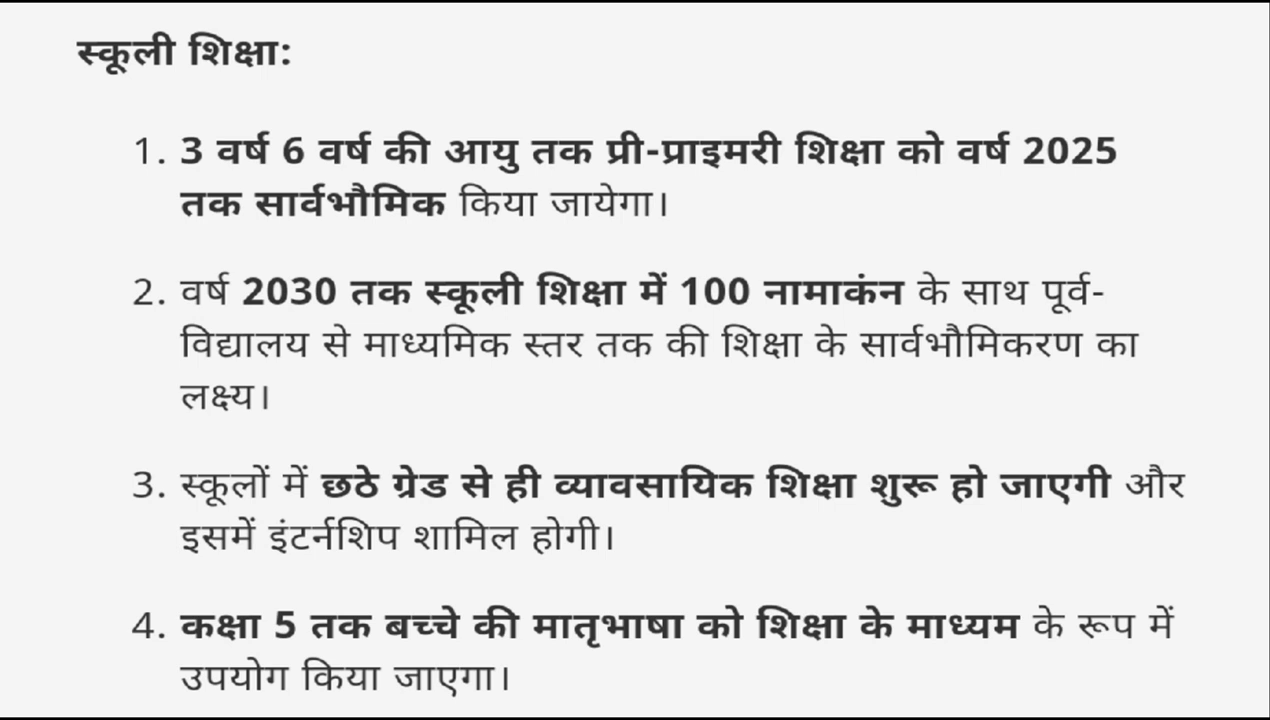 स्कूली शिक्षा:
1. 3 वर्ष 6 वर्ष की आयु तक प्री-प्राइमरी शिक्षा को वर्ष 2025
तक सार्वभौमिक किया जायेगा।
2. वर्ष 2030 तक स्कूली शिक्षा में 100 नामाकंन के साथ पूर्व-
विद्यालय से माध्यमिक स्तर तक की शिक्षा के सार्वभौमिकरण का
लक्ष्य।
3. स्कूलों में छठे ग्रेड से ही व्यावसायिक शिक्षा शुरू हो जाएगी और
इसमें इंटर्नशिप शामिल होगी।
4. कक्षा 5 तक बच्चे की मातृभाषा को शिक्षा के माध्यम के रूप में
उपयोग किया जाएगा।